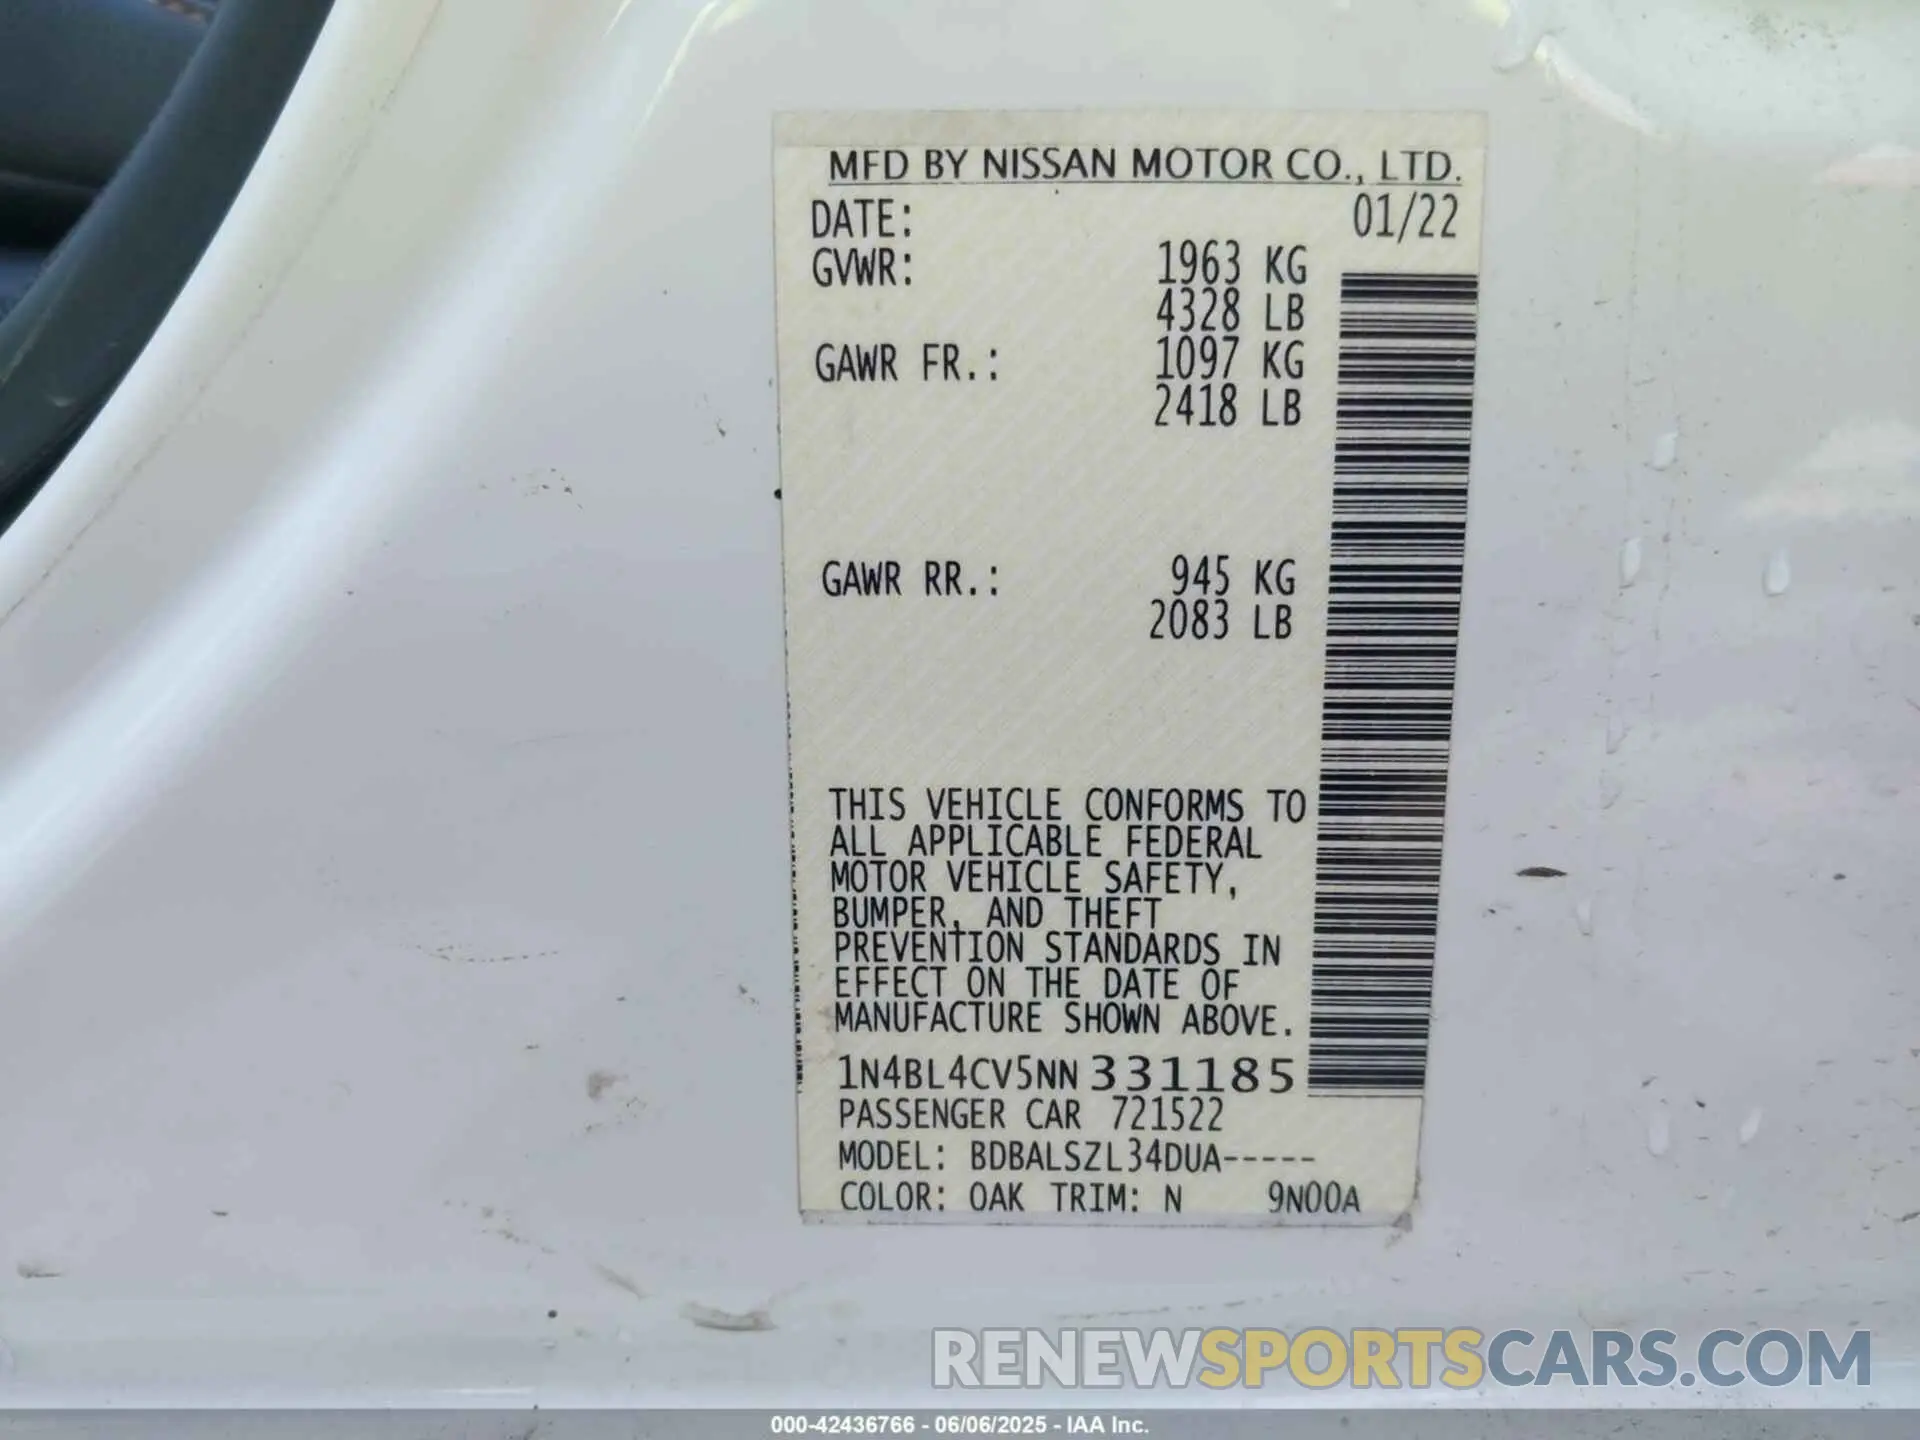 MFD BY NISSAN MOTOR CO., LTD.
DATE: 01/22
GVWR: 1963 KG
4328 LB
GAWR FR.: 1097 KG
2418 LB
GAWR RR.: 945 KG
2083 LB
THIS VEHICLE CONFORMS TO
ALL APPLICABLE FEDERAL
MOTOR VEHICLE SAFETY,
BUMPER, AND THEFT
PREVENTION STANDARDS IN
EFFECT ON THE DATE OF
MANUFACTURE SHOWN ABOVE.
1N4BL4CV5NN331185
PASSENGER CAR 721522
MODEL: BDBALSZL34DUA-----
COLOR: QAK TRIM: N 9N00A
RENEWSPORTSCARS.COM
000-42436766 - 06/06/2025 - IAA Inc.